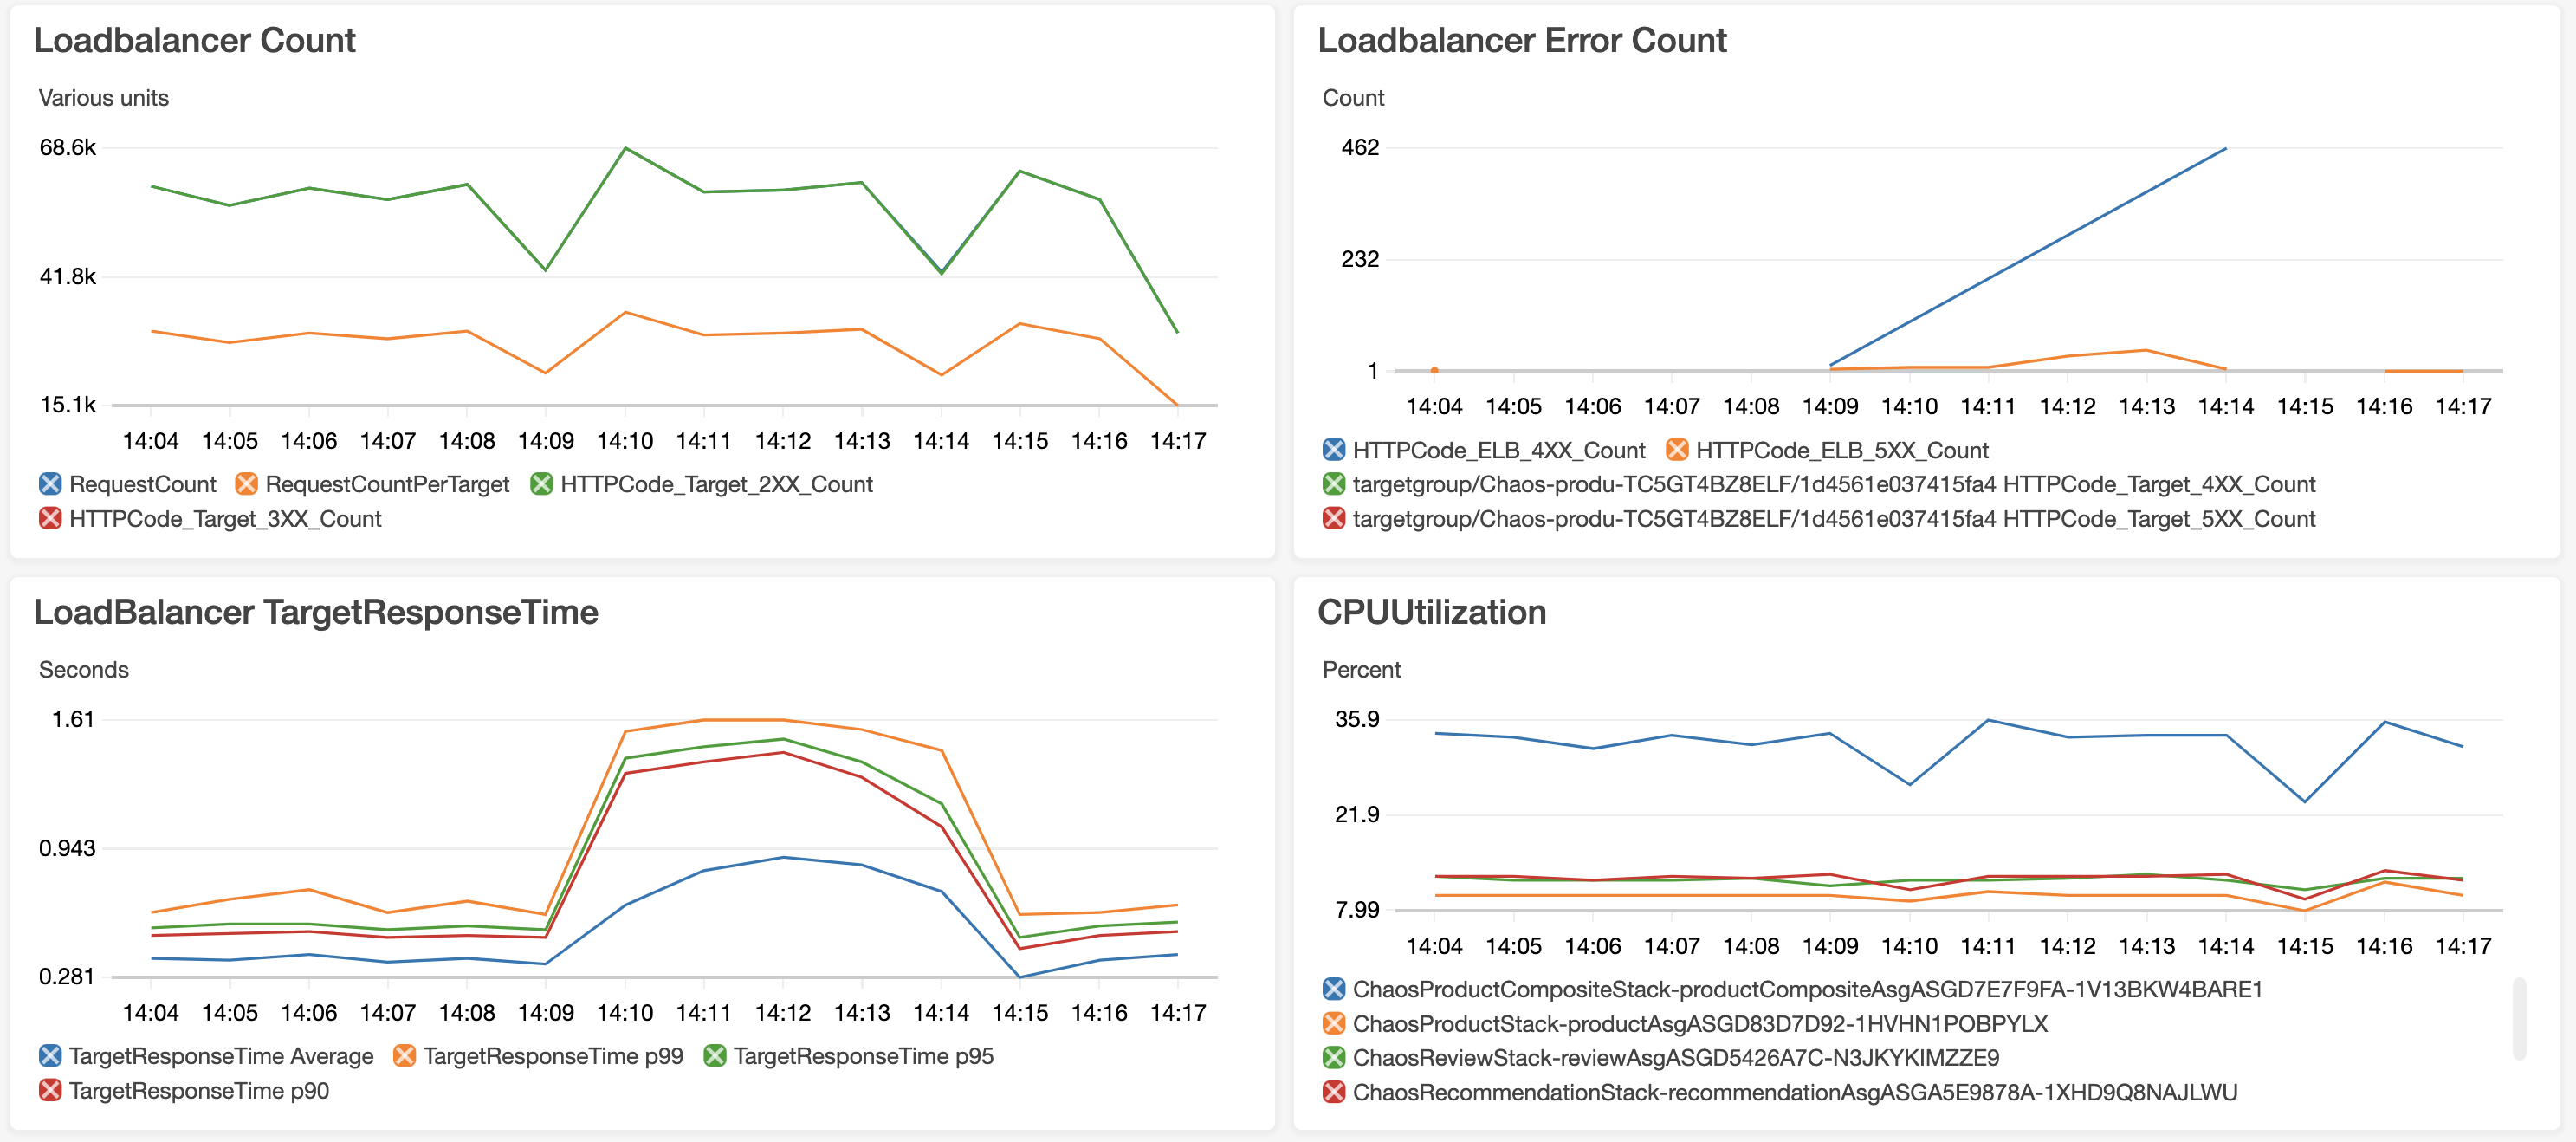 Loadbalancer Count
Various units
68.6k
41.8k
15.1k
14:04 14:05 14:06 14:07 14:08 14:09 14:10 14:11 14:12 14:13 14:14 14:15 14:16 14:17
RequestCount RequestCountPerTarget HTTPCode_Target_2XX_Count
HTTPCode_Target_3XX_Count
Loadbalancer Error Count
Count
462
232
1
14:04 14:05 14:06 14:07 14:08 14:09 14:10 14:11 14:12 14:13 14:14 14:15 14:16 14:17
HTTPCode_ELB_4XX_Count HTTPCode_ELB_5XX_Count
targetgroup/Chaos-produ-TC5GT4BZ8ELF/1d4561e037415fa4 HTTPCode_Target_4XX_Count
targetgroup/Chaos-produ-TC5GT4BZ8ELF/1d4561e037415fa4 HTTPCode_Target_5XX_Count
LoadBalancer TargetResponseTime
Seconds
1.61
0.943
0.281
14:04 14:05 14:06 14:07 14:08 14:09 14:10 14:11 14:12 14:13 14:14 14:15 14:16 14:17
TargetResponseTime Average TargetResponseTime p99 TargetResponseTime p95
TargetResponseTime p90
CPUUtilization
Percent
35.9
21.9
7.99
14:04 14:05 14:06 14:07 14:08 14:09 14:10 14:11 14:12 14:13 14:14 14:15 14:16 14:17
ChaosProductCompositeStack-productCompositeAsgASGD7E7F9FA-1V13BKW4BARE1
ChaosProductStack-productAsgASGD83D7D92-1HVHN1POBPYLX
ChaosReviewStack-reviewAsgASGD5426A7C-N3JKYKIMZZE9
ChaosRecommendationStack-recommendationAsgASGA5E9878A-1XHD9Q8NAJLWU